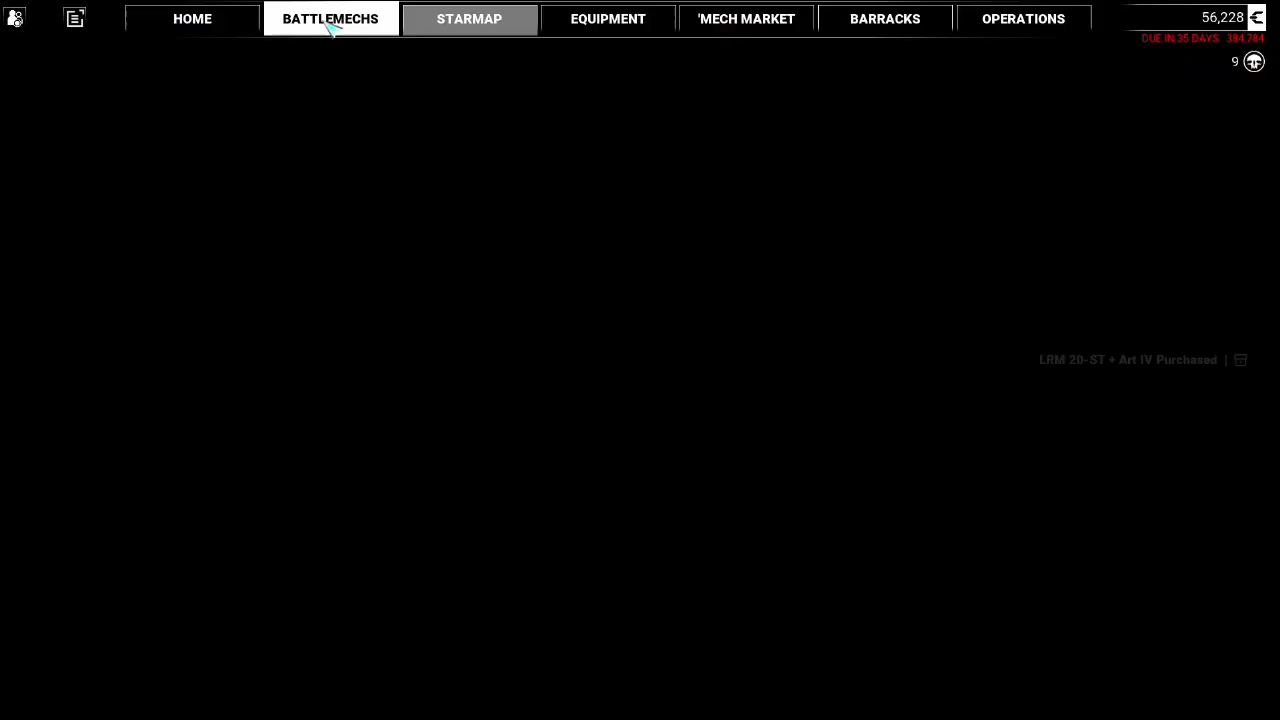 HOME BATTLEMECHS STARMAP EQUIPMENT 'MECH MARKET BARRACKS OPERATIONS 56,228
DUE IN 35 DAYS: 384,784
9
LRM 20-ST + Art IV Purchased |